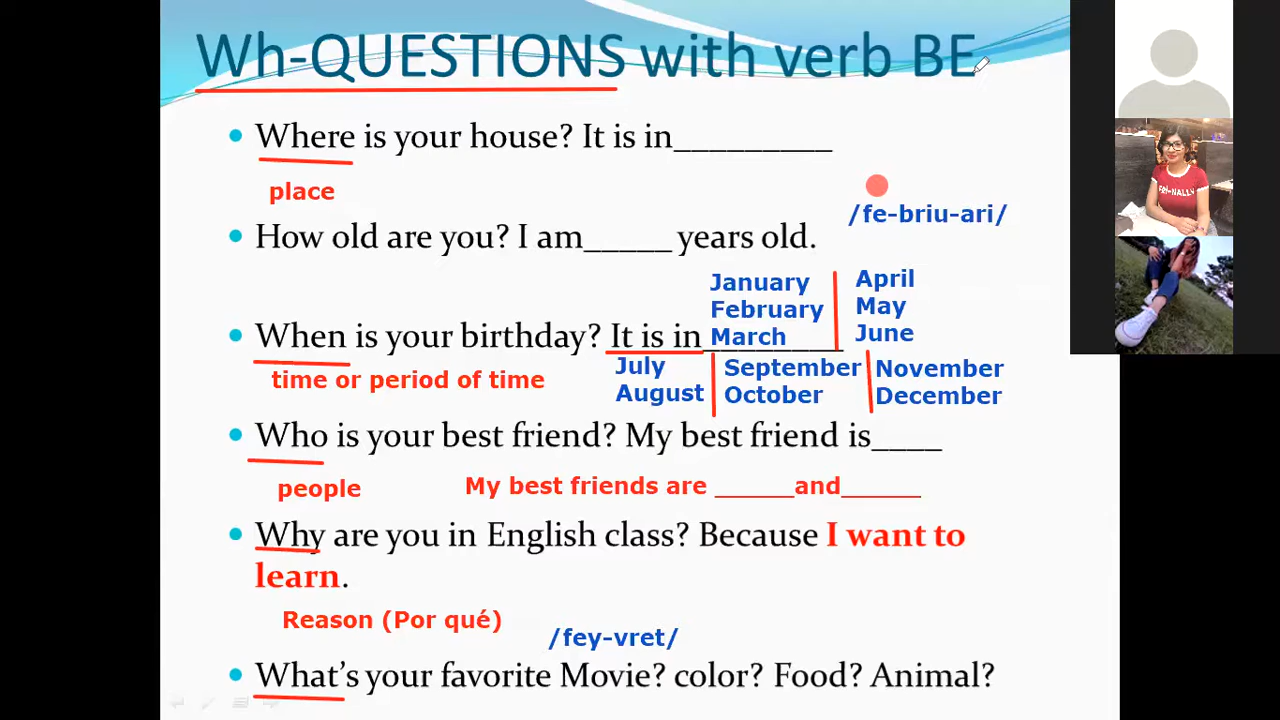 Wh-QUESTIONS with verb BE
• Where is your house? It is in_________
place
/fe-briu-ari/
• How old are you? I am_____ years old.
January
February
March
April
May
June
• When is your birthday? It is in________
time or period of time
July
August
September
October
November
December
• Who is your best friend? My best friend is____
people
My best friends are ______and______
• Why are you in English class? Because I want to
learn.
Reason (Por qué)
/fey-vret/
• What's your favorite Movie? color? Food? Animal?